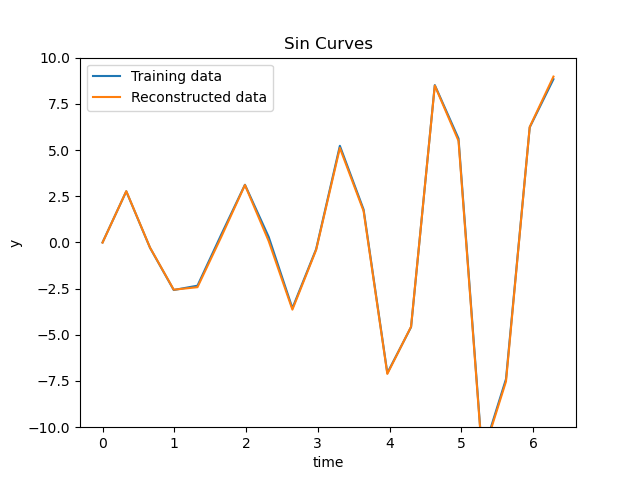 Sin Curves
Training data
Reconstructed data
10.0
7.5
5.0
2.5
0.0
−2.5
−5.0
−7.5
−10.0
y
0 1 2 3 4 5 6
time